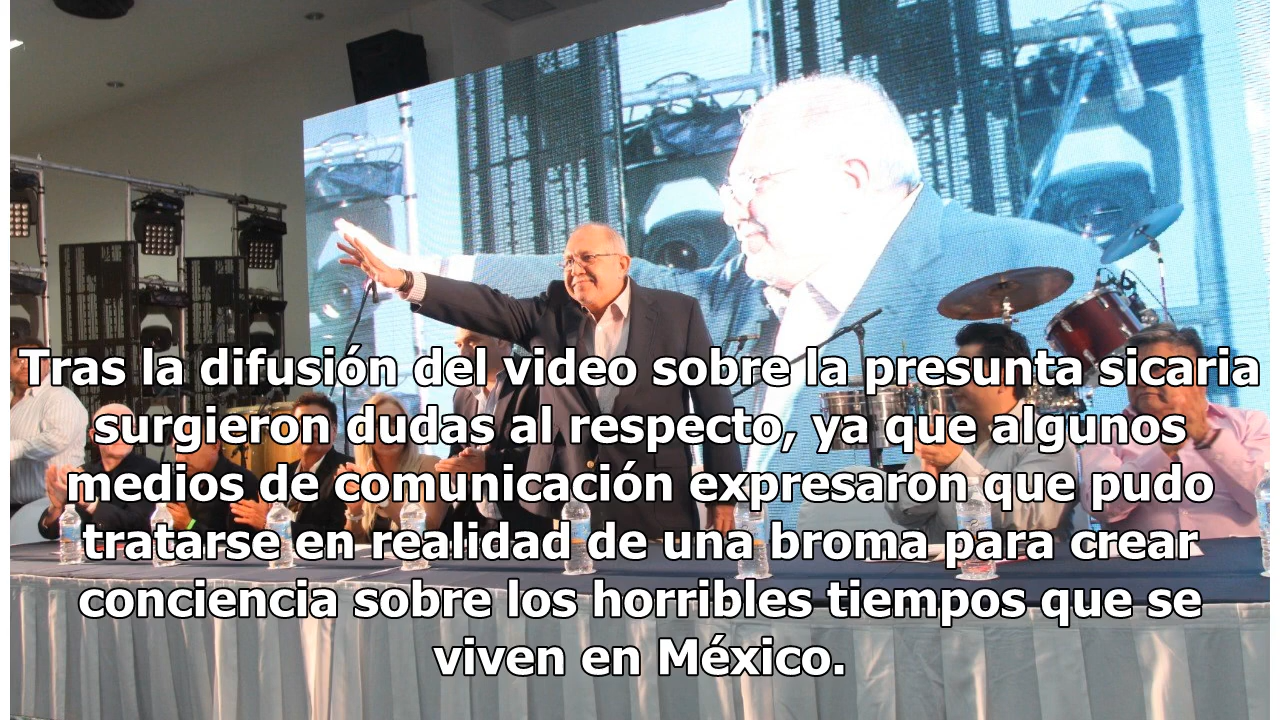 Tras la difusión del video sobre la presunta sicaria
surgieron dudas al respecto, ya que algunos
medios de comunicación expresaron que pudo
tratarse en realidad de una broma para crear
conciencia sobre los horribles tiempos que se
viven en México.